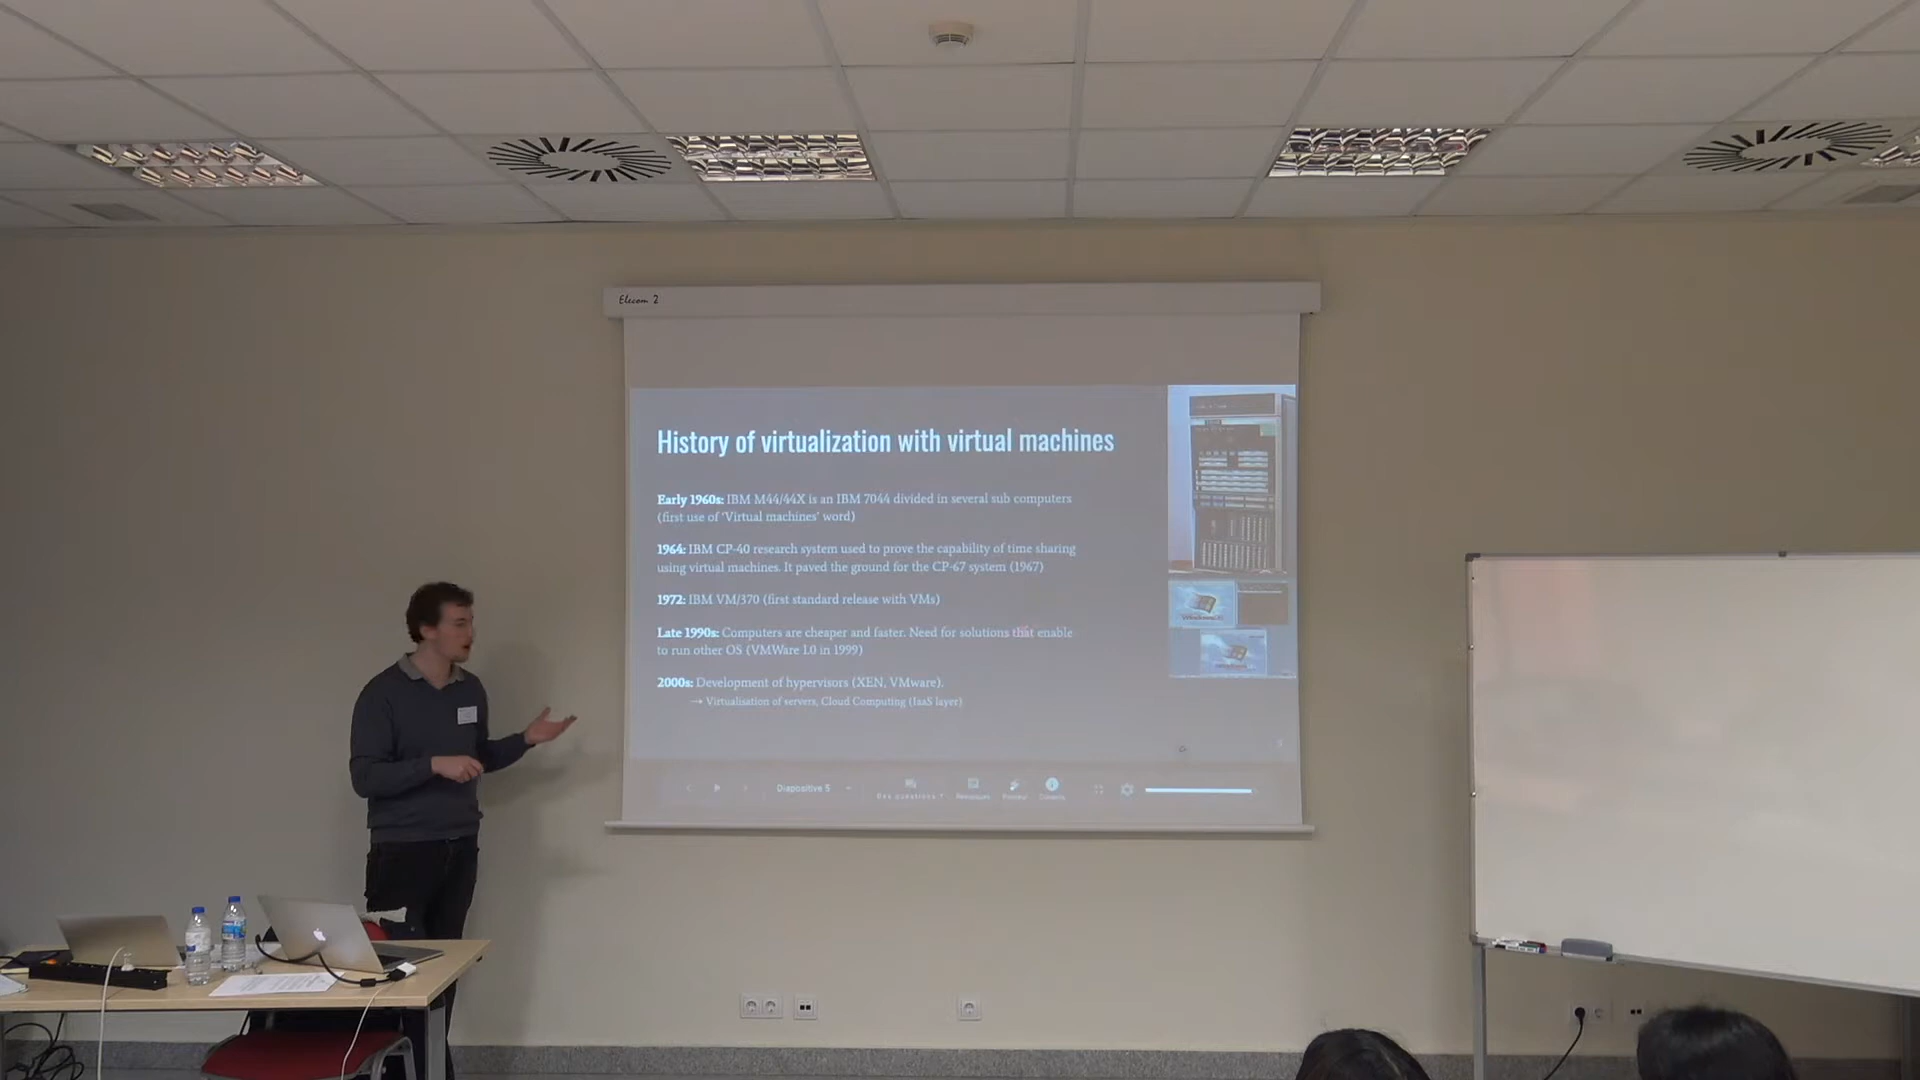 Elecom 2
History of virtualization with virtual machines
Early 1960s: IBM M44/44X is an IBM 7044 divided in several sub computers
(first use of 'Virtual machines' word)
1964: IBM CP-40 research system used to prove the capability of time sharing
using virtual machines. It paved the ground for the CP-67 system (1967)
1972: IBM VM/370 (first standard release with VMs)
Late 1990s: Computers are cheaper and faster. Need for solutions that enable
to run other OS (VMWare 1.0 in 1999)
2000s: Development of hypervisors (XEN, VMware).
→ Virtualisation of servers, Cloud Computing (IaaS layer)
Diapositive 5
Des questions ?